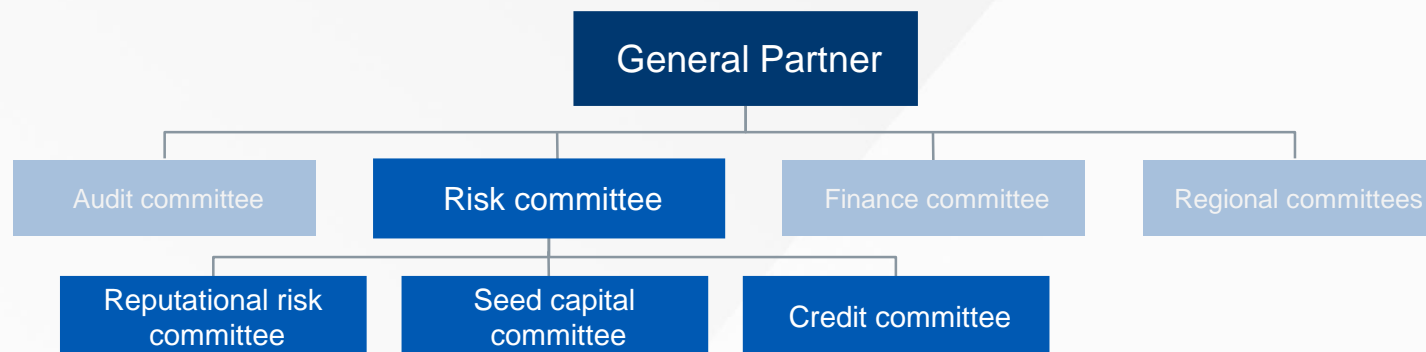 General Partner
Audit committee
Risk committee
Finance committee
Regional committees
Reputational risk
committee
Seed capital
committee
Credit committee